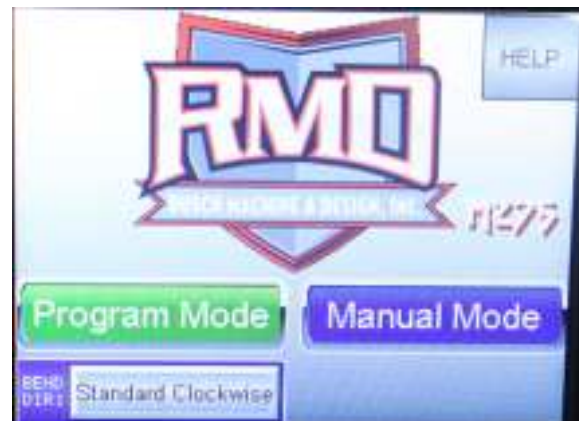 HELP
RMD
Program Mode
Manual Mode
BEND
DIR:
Standard Clockwise